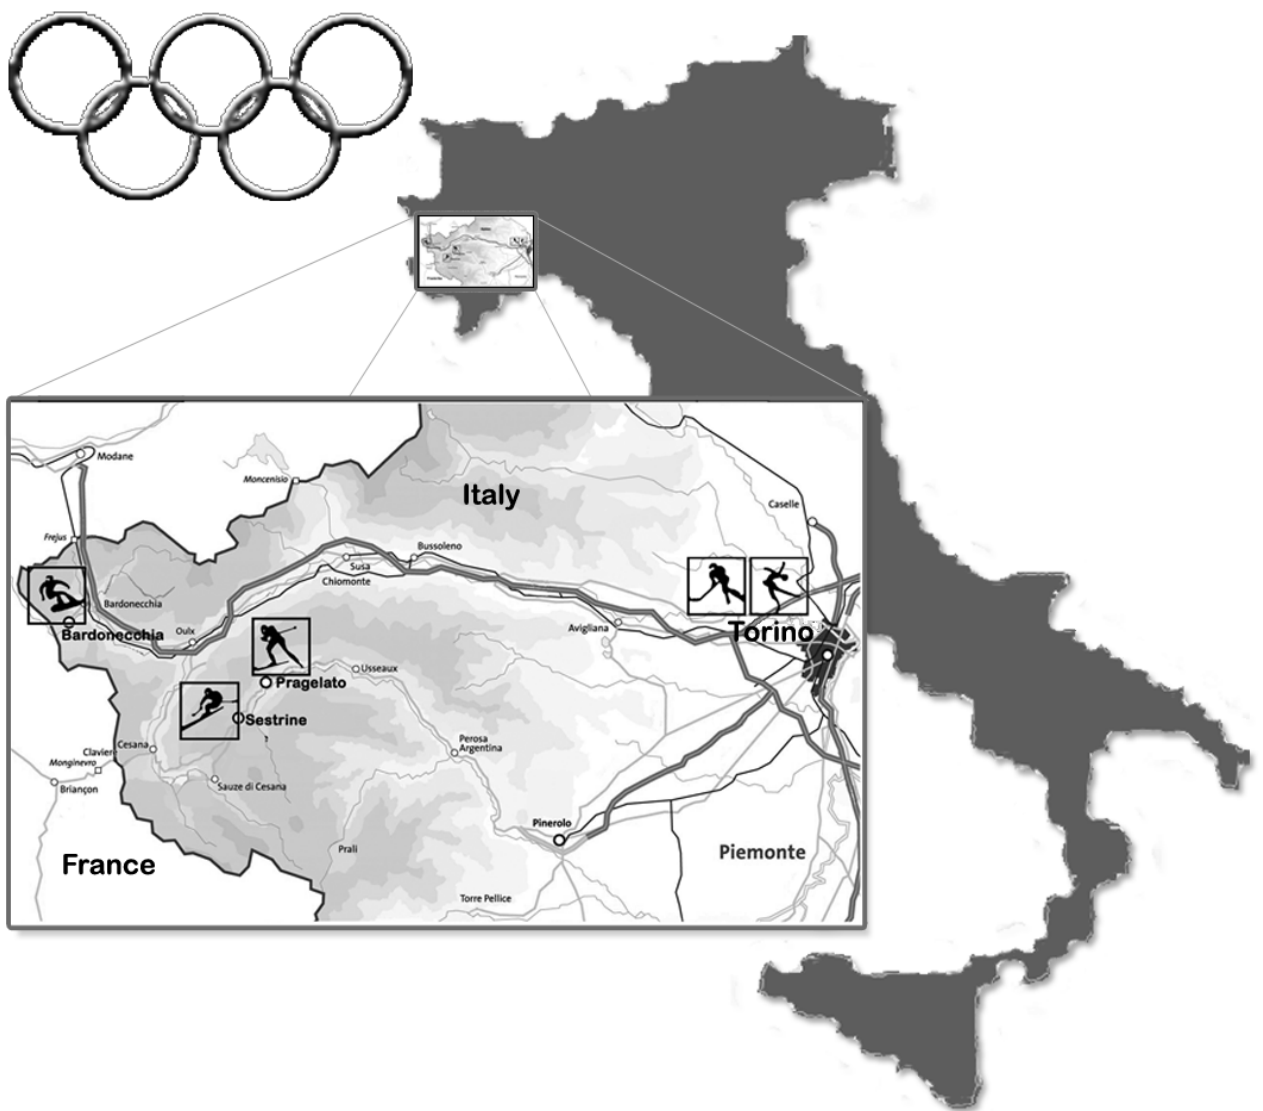 Modane
Moncenisio
Italy
Caselle
Frejus
Bussoleno
Susa
Chiomonte
Bardonecchia
Bardonecchia
Oulx
Avigliana
Torino
Usseaux
Pragelato
Sestrine
Perosa
Argentina
Cesana
Clavier
Monginevro
Briançon
Sauze di Cesana
Pinerolo
Prali
Piemonte
France
Torre Pellice